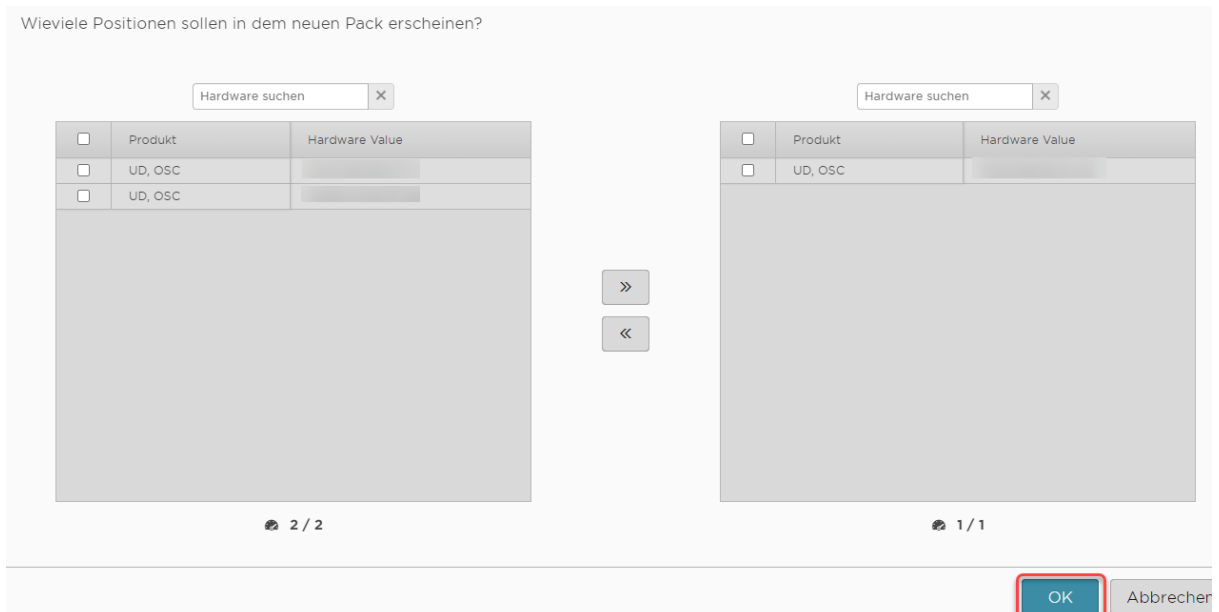 Wieviele Positionen sollen in dem neuen Pack erscheinen?
Hardware suchen
Hardware suchen
Produkt Hardware Value
UD, OSC
UD, OSC
Produkt Hardware Value
UD, OSC
2 / 2
1 / 1
OK Abbrechen